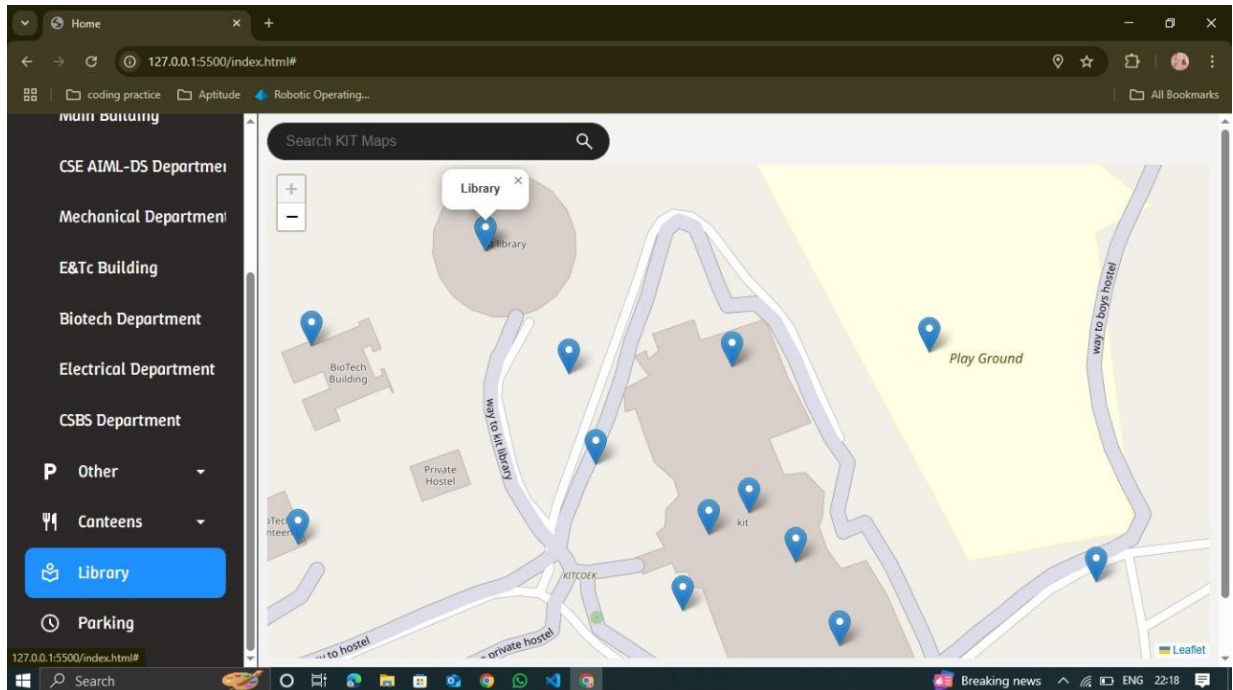 Home
127.0.0.1:5500/index.html#
coding practice
Aptitude
Robotic Operating...
All Bookmarks
Main Building
CSE AIML-DS Departmen
Mechanical Department
E&Tc Building
Biotech Department
Electrical Department
CSBS Department
P Other
Canteens
Library
Parking
127.0.0.1:5500/index.html#
Search KIT Maps
+
−
Library ×
library
BioTech
Building
Private
Hostel
way to kit library
KITCOEK
kit
Play Ground
way to boys hostel
to hostel
private hostel
Leaflet
Search
Breaking news
ENG
22:18